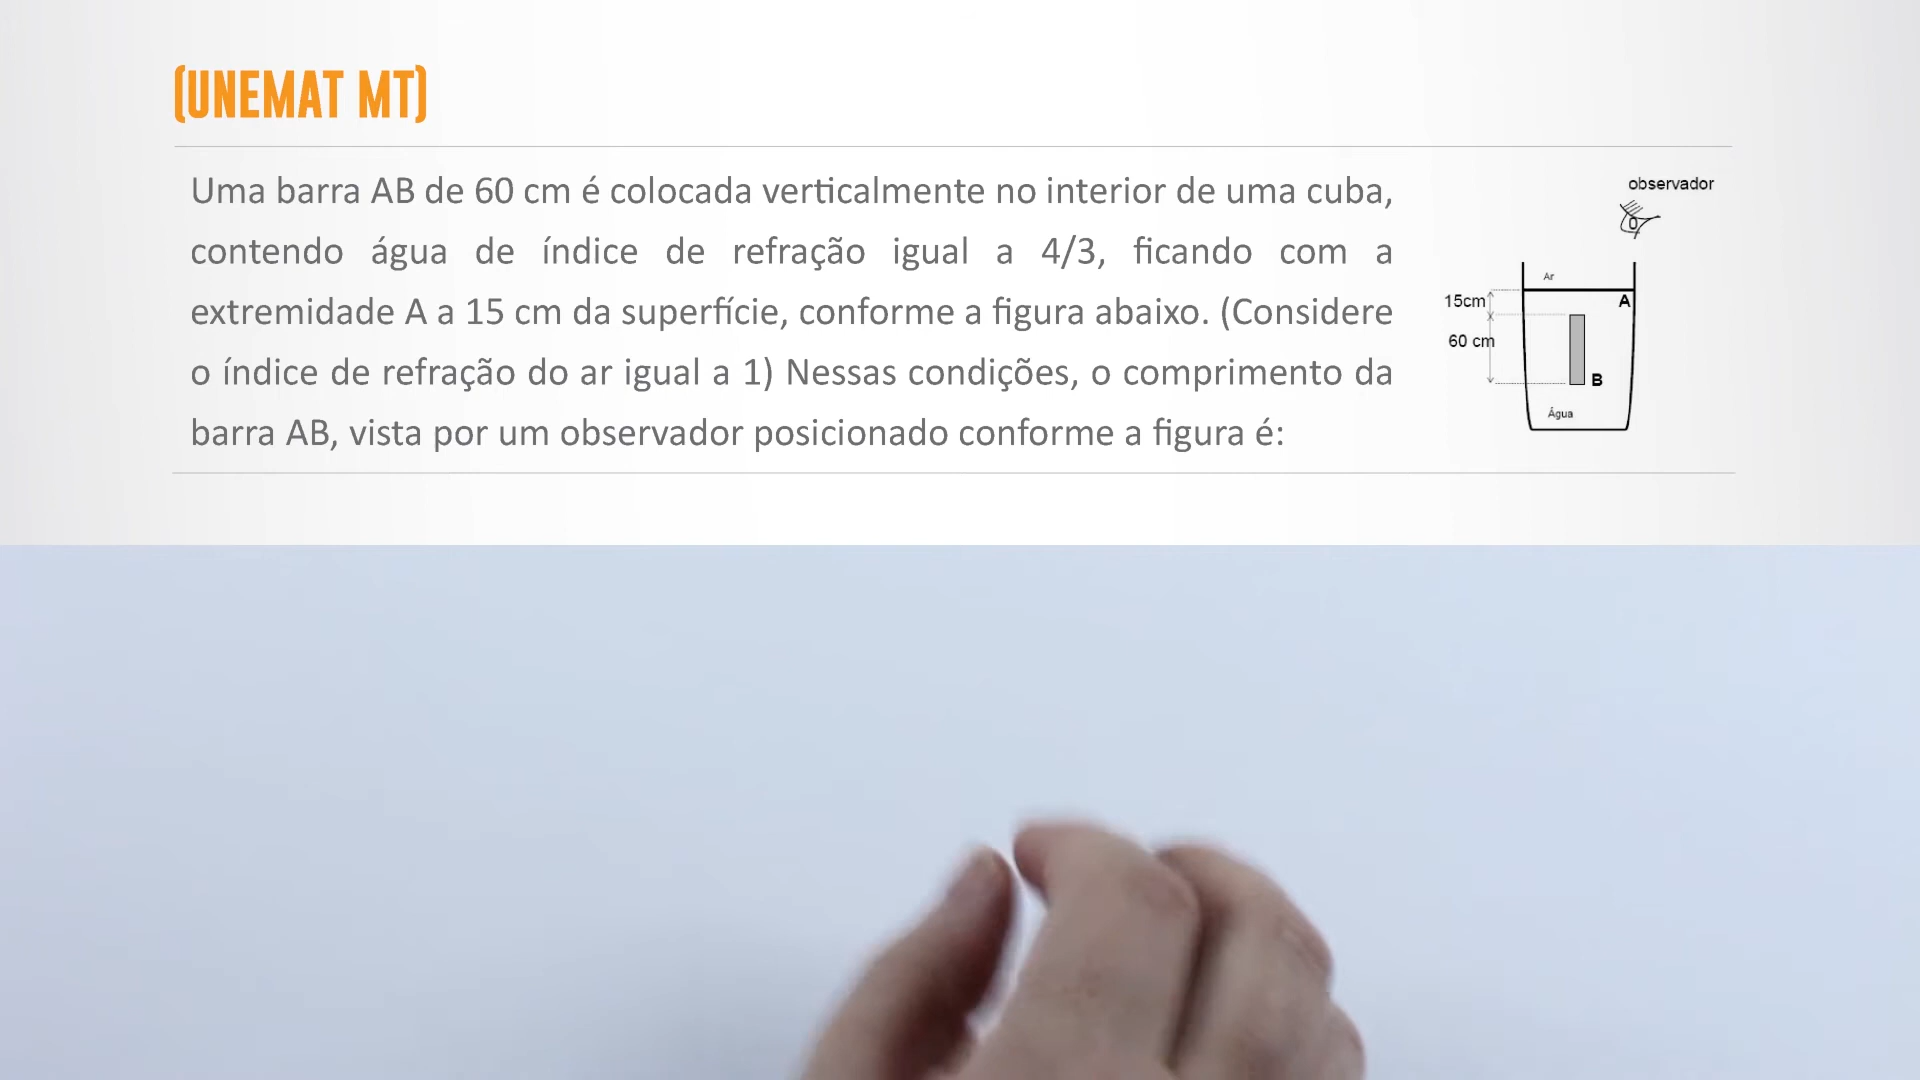 (UNEMAT MT)
Uma barra AB de 60 cm é colocada verticalmente no interior de uma cuba,
contendo água de índice de refração igual a 4/3, ficando com a
extremidade A a 15 cm da superfície, conforme a figura abaixo. (Considere
o índice de refração do ar igual a 1) Nessas condições, o comprimento da
barra AB, vista por um observador posicionado conforme a figura é:
observador
Ar
15cm
A
60 cm
B
Água